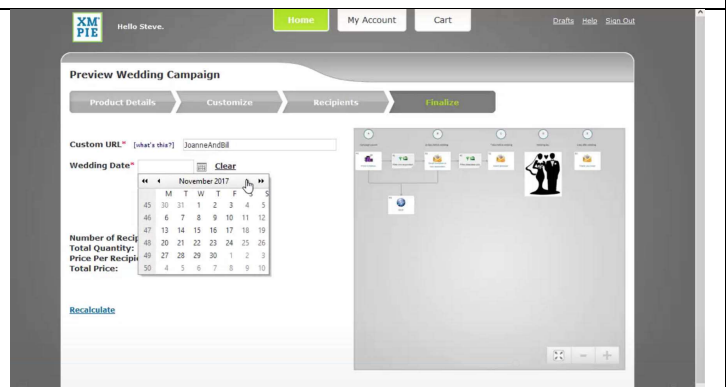 XM
PIE
Hello Steve.
Home
My Account
Cart
Drafts Help Sign Out
Preview Wedding Campaign
Product Details
Customize
Recipients
Finalize
Custom URL* [what's this?] JoanneAndBill
Wedding Date* Clear
November 2017
M T W T F S S
45 30 31 1 2 3 4 5
46 6 7 8 9 10 11 12
47 13 14 15 16 17 18 19
48 20 21 22 23 24 25 26
49 27 28 29 30 1 2 3
50 4 5 6 7 8 9 10
Number of Recip
Total Quantity:
Price Per Recipie
Total Price:
Recalculate